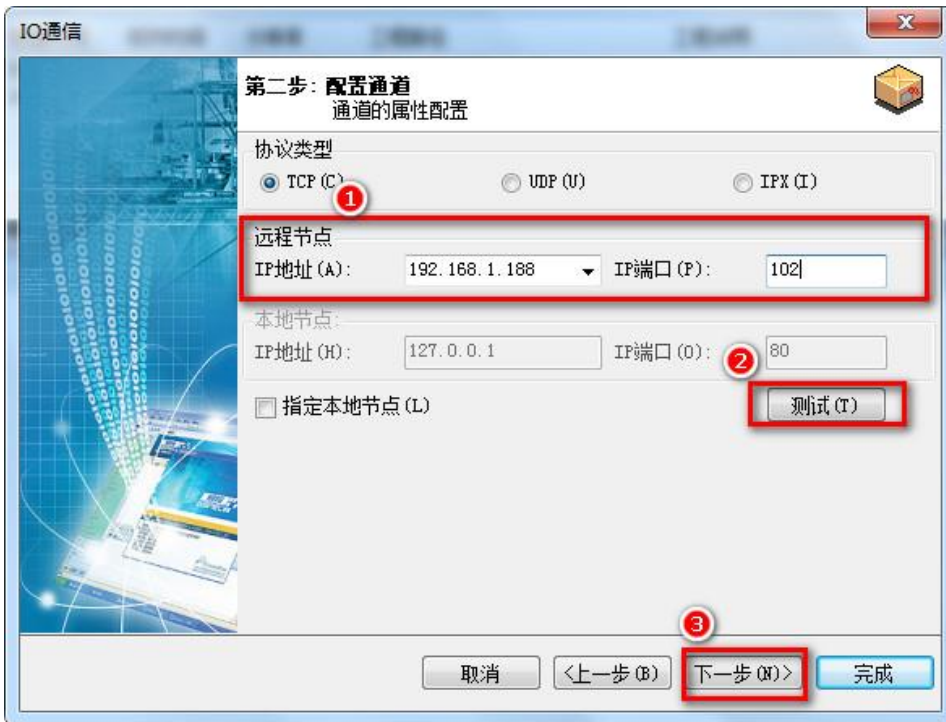 IO通信
第二步: 配置通道
通道的属性配置
协议类型
TCP(C) UDP(U) IPX(I)
1
远程节点
IP地址(A): 192.168.1.188 IP端口(P): 102
本地节点:
IP地址(H): 127.0.0.1 IP端口(O): 80
2
指定本地节点(L) 测试(T)
3
取消 <上一步(B) 下一步(N)> 完成